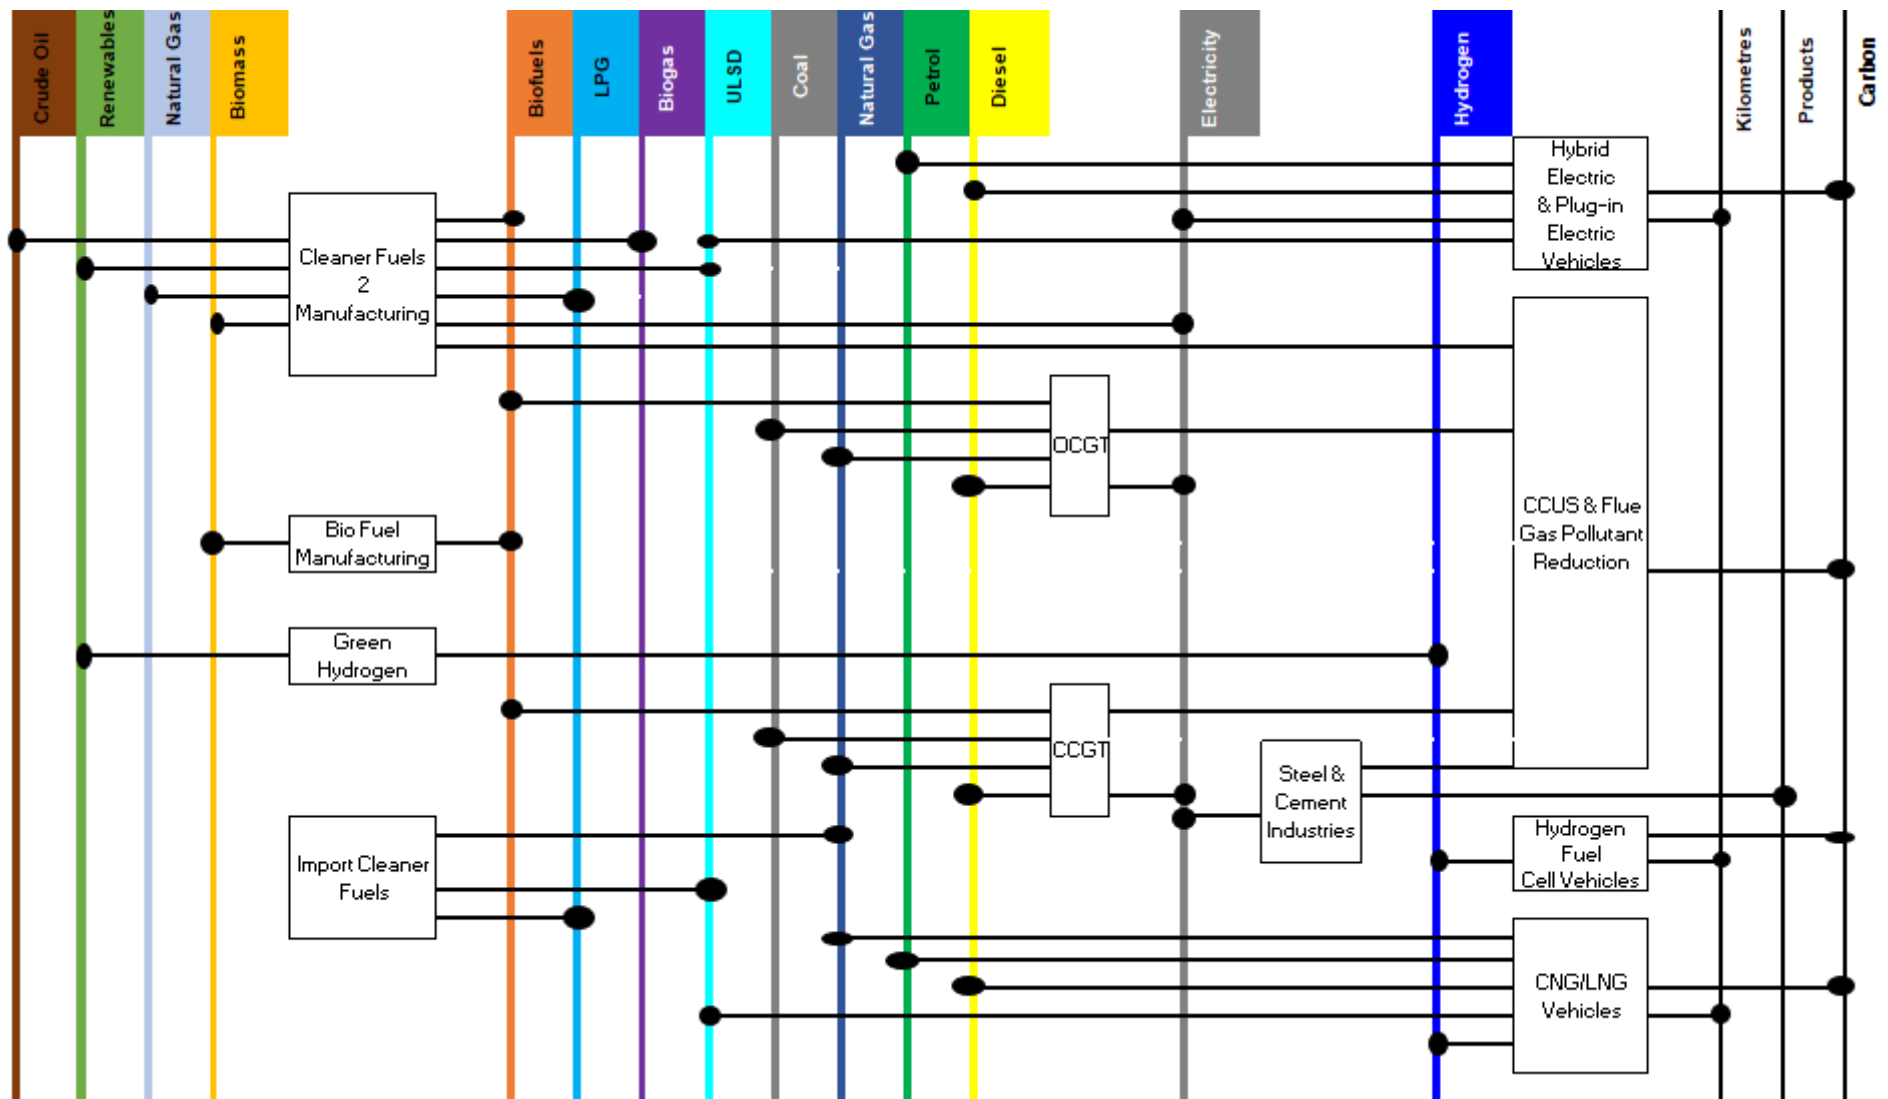 Crude Oil
Renewables
Natural Gas
Biomass
Biofuels
LPG
Biogas
ULSD
Coal
Natural Gas
Petrol
Diesel
Electricity
Hydrogen
Kilometres
Products
Carbon
Hybrid
Electric
& Plug-in
Electric
Vehicles
Cleaner Fuels
2
Manufacturing
OCGT
CCUS & Flue
Gas Pollutant
Reduction
Bio Fuel
Manufacturing
Green
Hydrogen
CCGT
Steel &
Cement
Industries
Import Cleaner
Fuels
Hydrogen
Fuel
Cell Vehicles
CNG/LNG
Vehicles